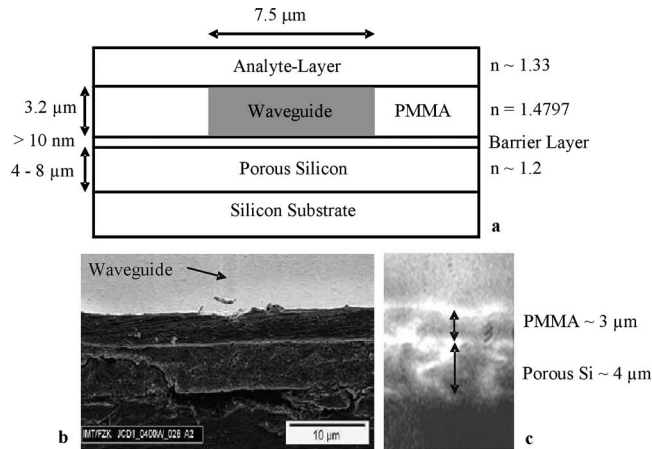 7.5 µm
Analyte-Layer
n ~ 1.33
3.2 µm
Waveguide
PMMA
n = 1.4797
> 10 nm
Barrier Layer
4 - 8 µm
Porous Silicon
n ~ 1.2
Silicon Substrate
a
Waveguide
PMMA ~ 3 µm
Porous Si ~ 4 µm
b
IMT/FZK JCD1_0400W_028 A2
10 µm
c